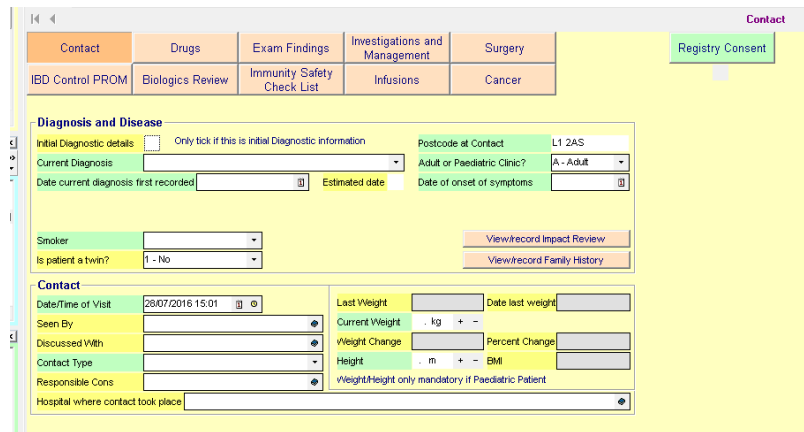 Contact
Contact Drugs Exam Findings Investigations and Management Surgery Registry Consent
IBD Control PROM Biologics Review Immunity Safety Check List Infusions Cancer
Diagnosis and Disease
Initial Diagnostic details Only tick if this is initial Diagnostic information Postcode at Contact L1 2AS
Current Diagnosis Adult or Paediatric Clinic? A - Adult
Date current diagnosis first recorded Estimated date Date of onset of symptoms
Smoker View/record Impact Review
Is patient a twin? 1 - No View/record Family History
Contact
Date/Time of Visit 28/07/2016 15:01 Last Weight Date last weight
Seen By Current Weight . kg + -
Discussed With Weight Change Percent Change
Contact Type Height . m + - BMI
Responsible Cons Weight/Height only mandatory if Paediatric Patient
Hospital where contact took place